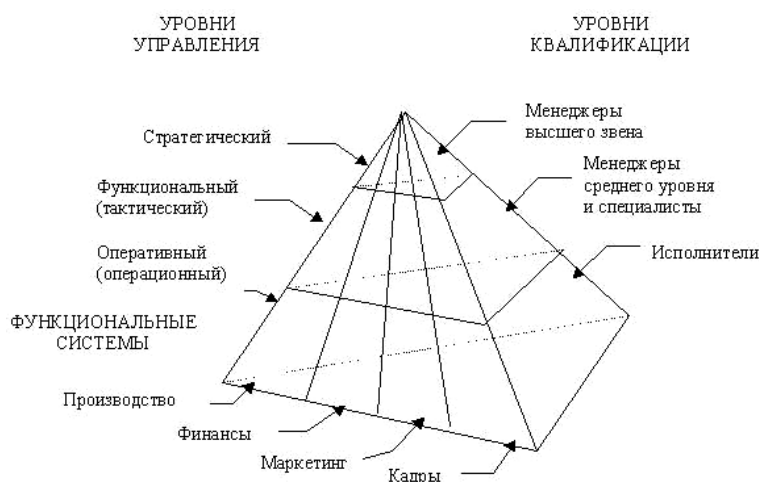 УРОВНИ
УПРАВЛЕНИЯ
УРОВНИ
КВАЛИФИКАЦИИ
Стратегический
Менеджеры
высшего звена
Функциональный
(тактический)
Менеджеры
среднего уровня
и специалисты
Оперативный
(операционный)
Исполнители
ФУНКЦИОНАЛЬНЫЕ
СИСТЕМЫ
Производство
Финансы
Маркетинг
Кадры